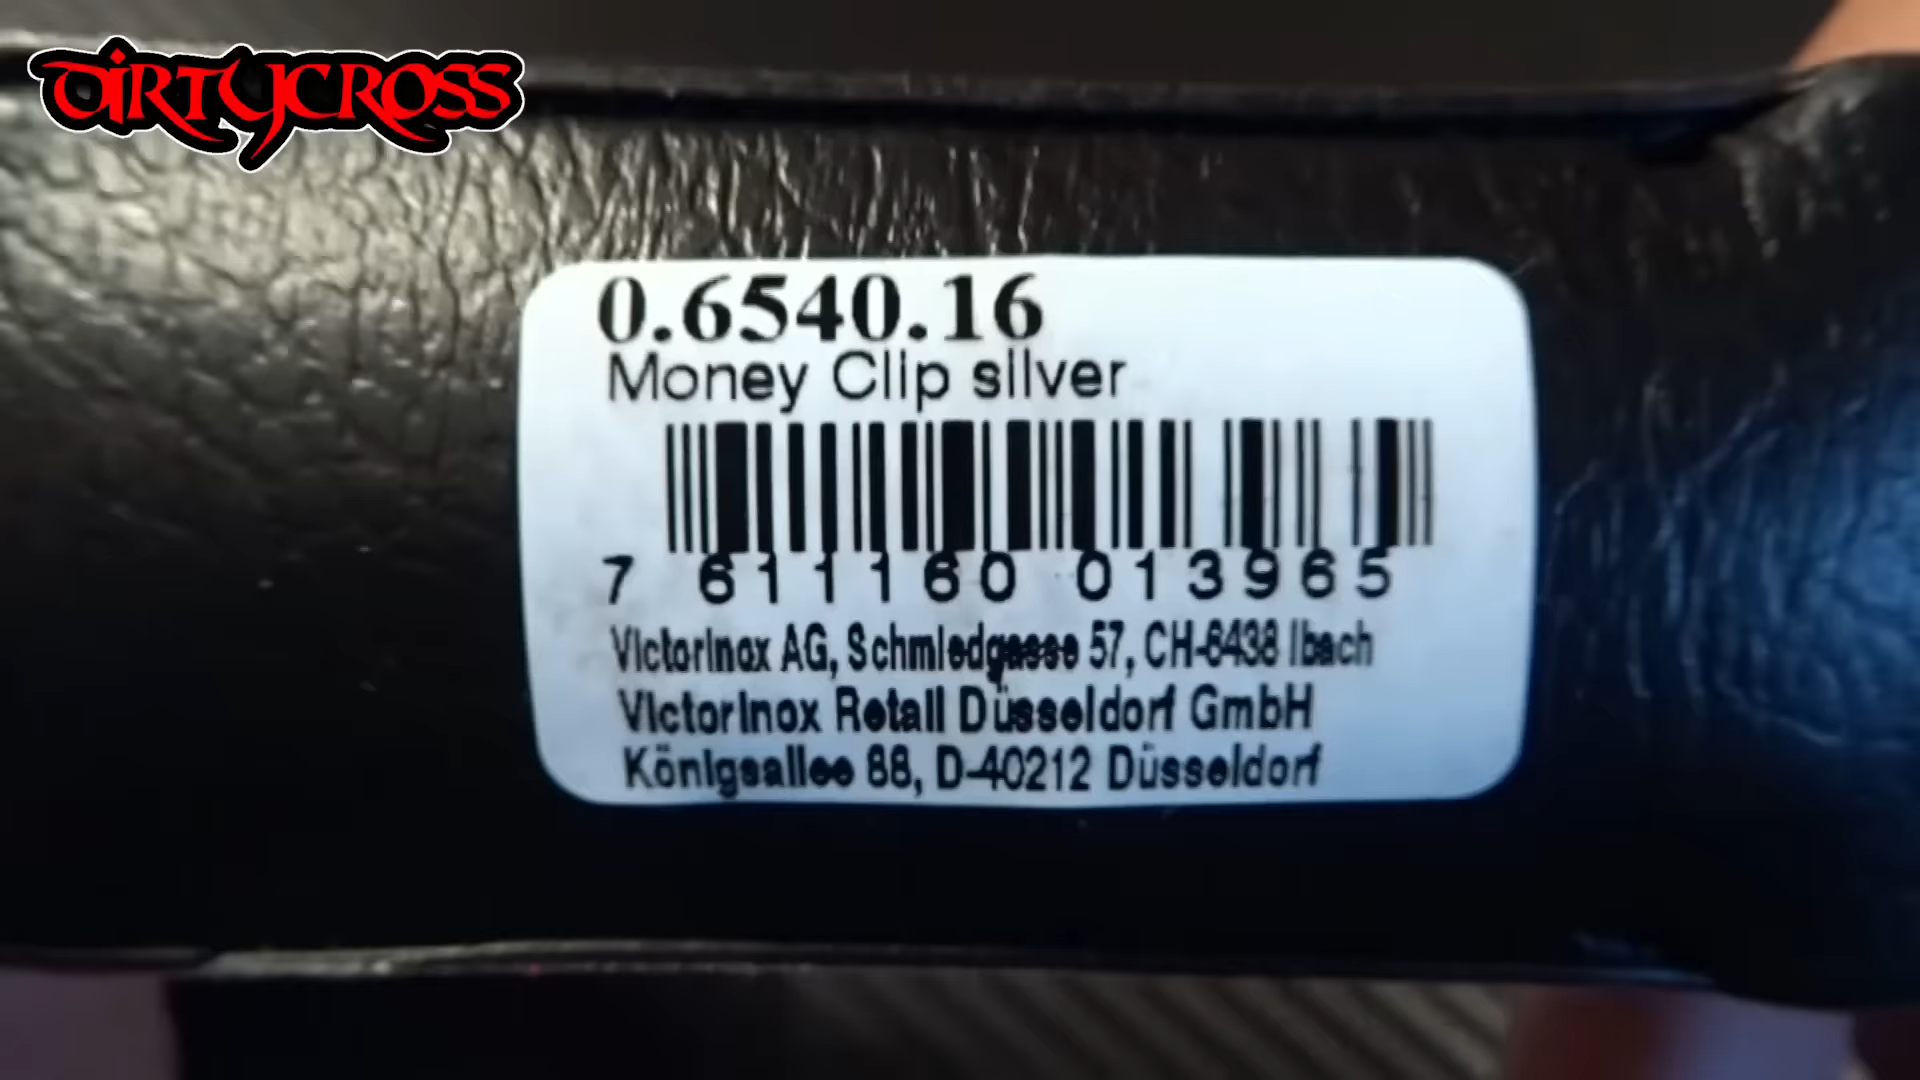 DIRTYCROSS
0.6540.16
Money Clip silver
7 611160 013965
Victorinox AG, Schmiedgasse 57, CH-6438 Ibach
Victorinox Retail Düsseldorf GmbH
Königsallee 88, D-40212 Düsseldorf